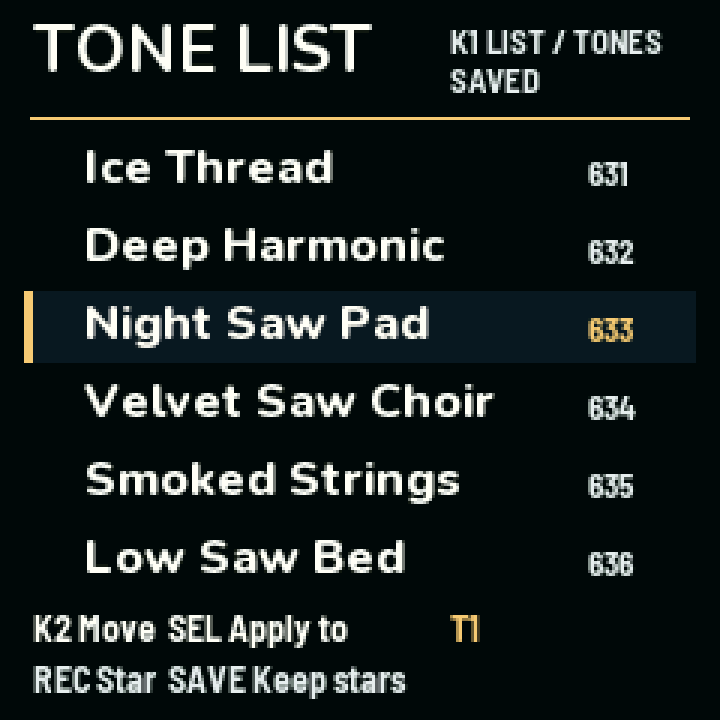 TONE LIST
K1 LIST / TONES
SAVED
Ice Thread 631
Deep Harmonic 632
Night Saw Pad 633
Velvet Saw Choir 634
Smoked Strings 635
Low Saw Bed 636
K2 Move SEL Apply to T1
REC Star SAVE Keep stars